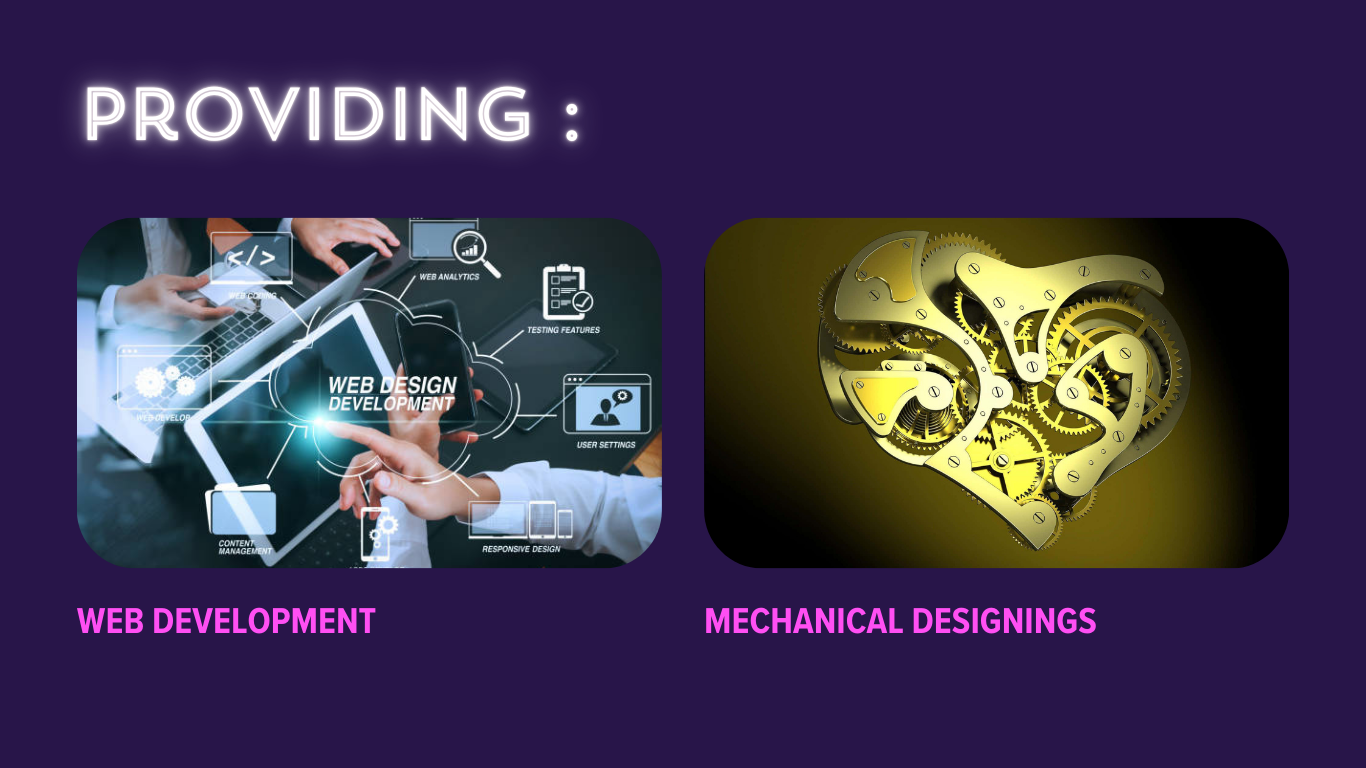 PROVIDING :
</>
WEB ANALYTICS
WEB CODING
TESTING FEATURES
WEB DESIGN
DEVELOPMENT
WEB DEVELOP
USER SETTINGS
CONTENT
MANAGEMENT
RESPONSIVE DESIGN
WEB DEVELOPMENT
MECHANICAL DESIGNINGS